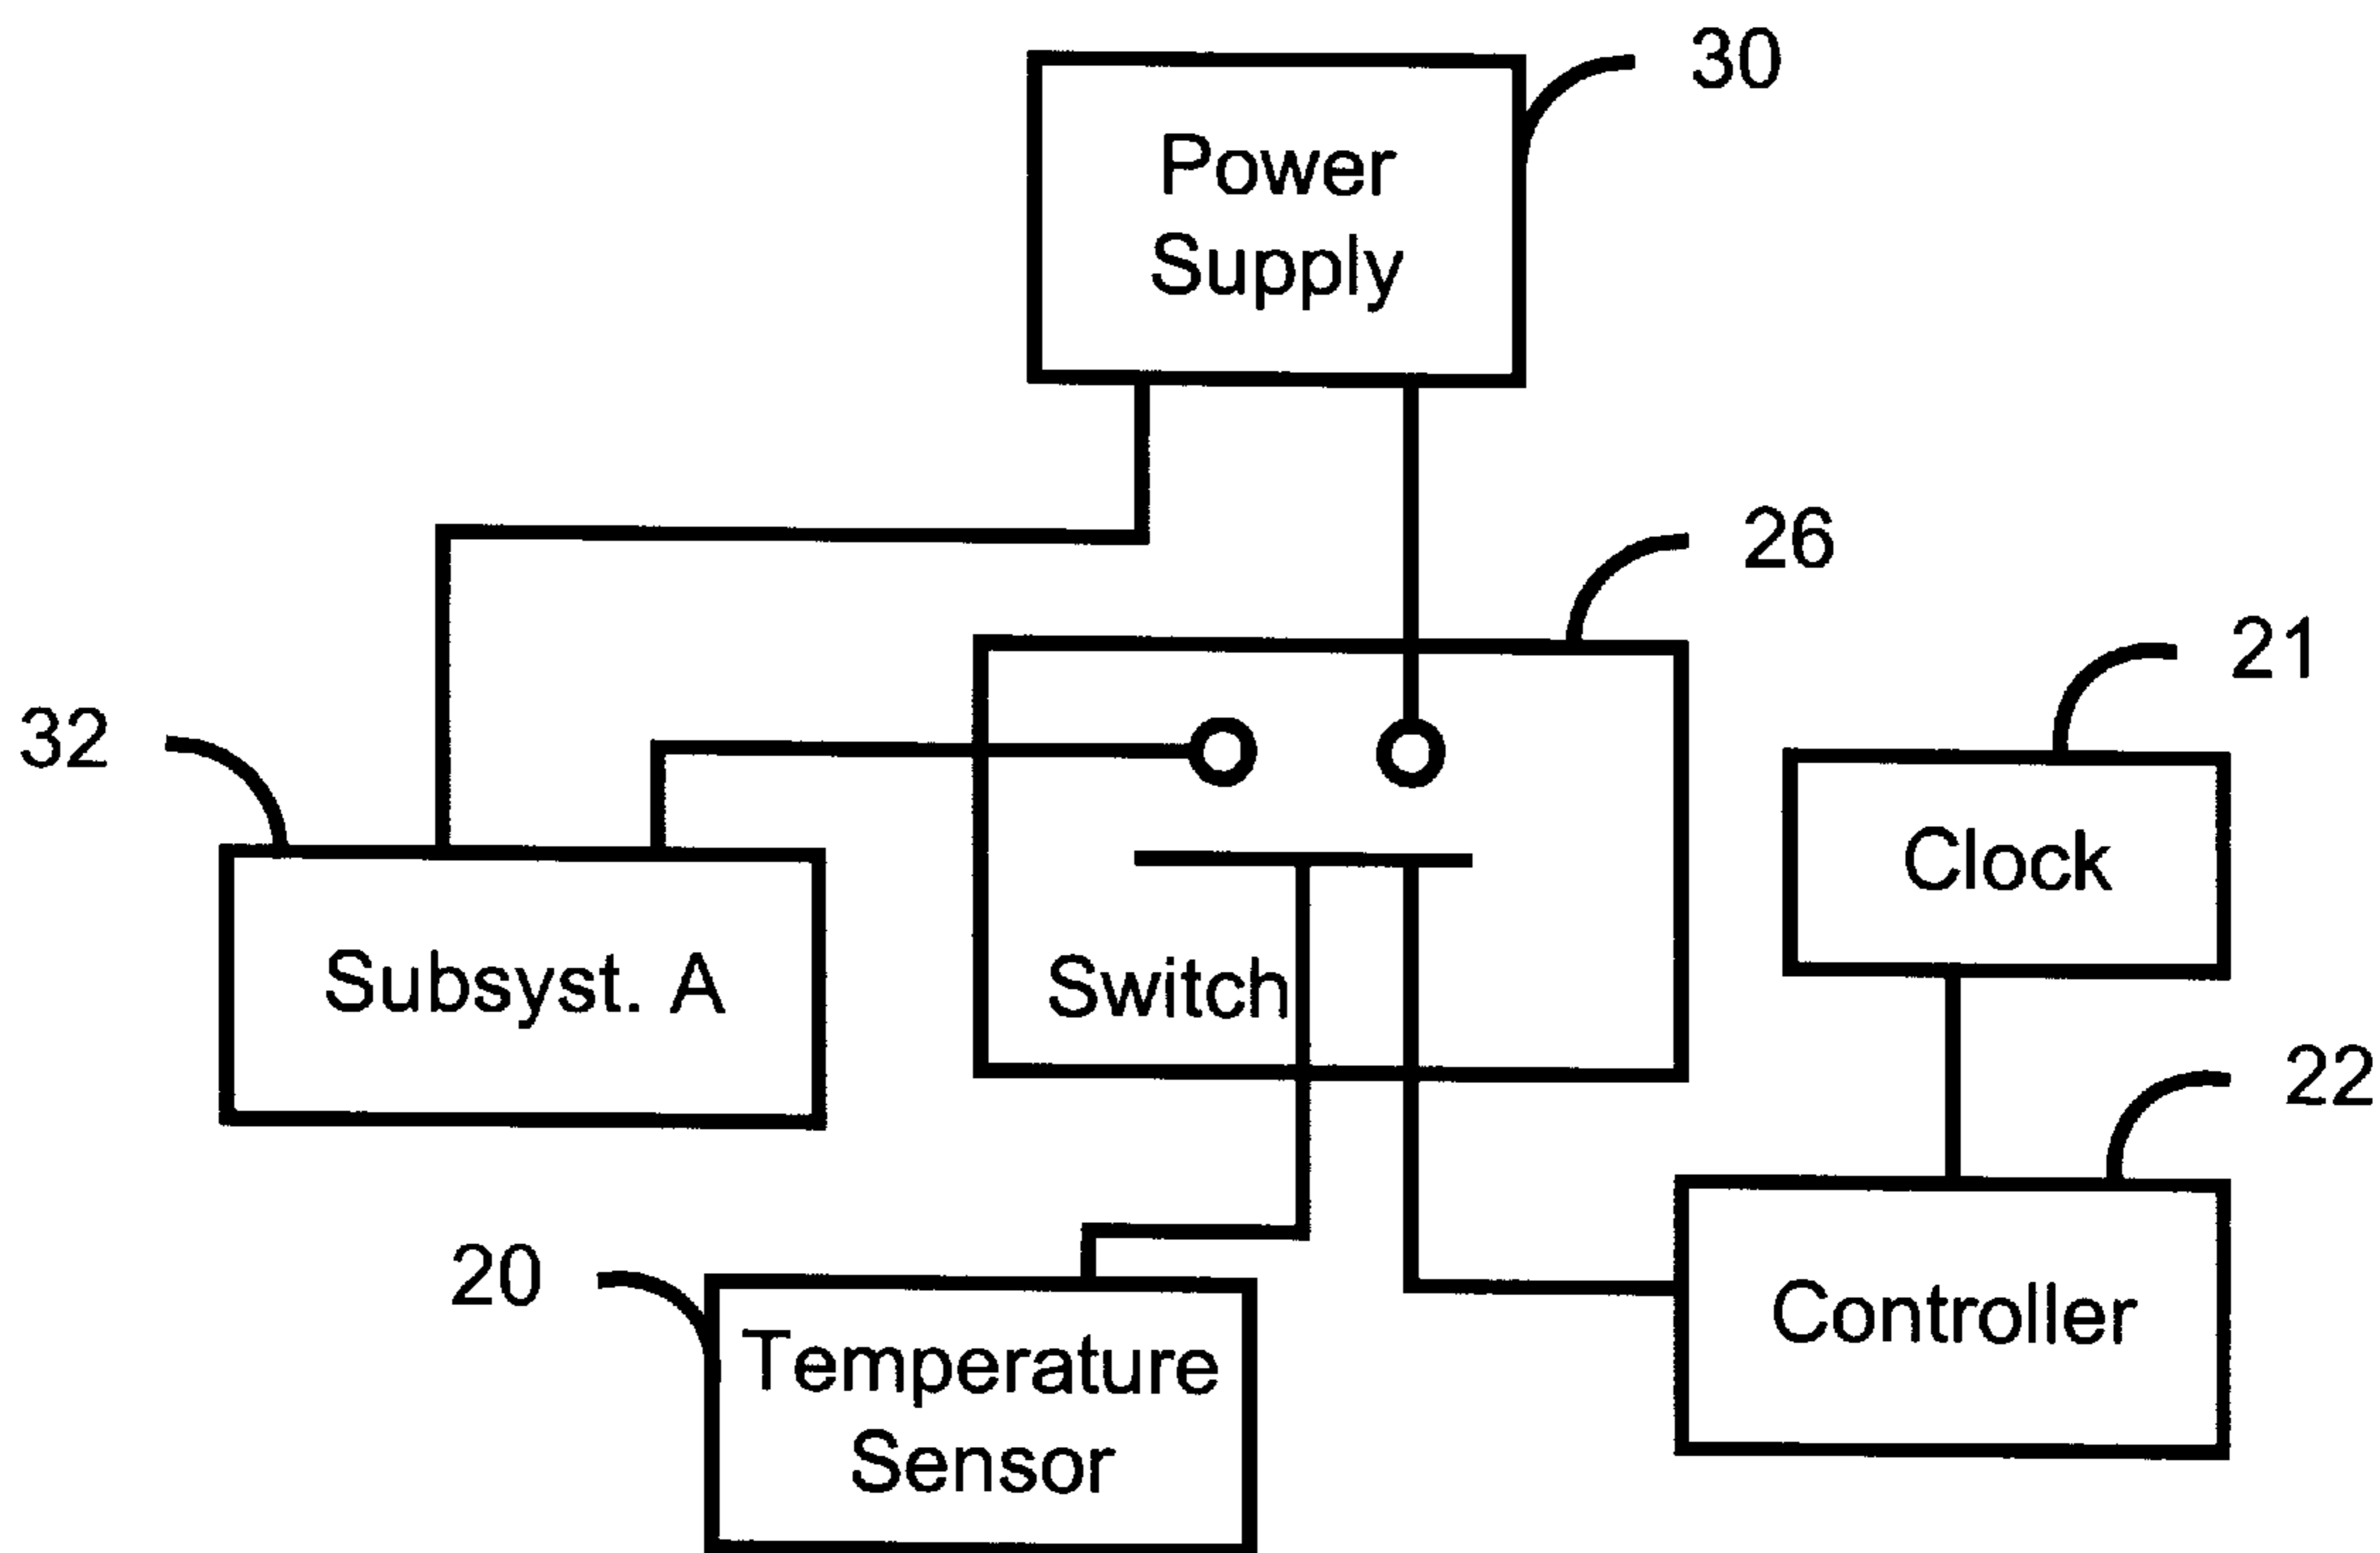 30
Power
Supply
26
21
32
Clock
Subsyst. A
Switch
22
20
Controller
Temperature
Sensor